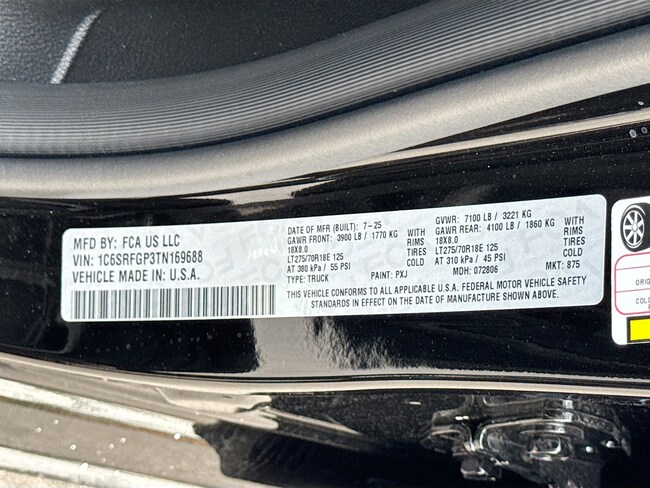 MFD BY: FCA US LLC
VIN: 1C6SRFGP3TN169688
VEHICLE MADE IN: U.S.A.
DATE OF MFR (BUILT): 7-25
GAWR FRONT: 3900 LB / 1770 KG WITH
18X8.0 RIMS
LT275/70R18E 125 TIRES
AT 380 kPa / 55 PSI COLD
TYPE: TRUCK PAINT: PXJ
GVWR: 7100 LB / 3221 KG
GAWR REAR: 4100 LB / 1860 KG WITH
18X8.0 RIMS
LT275/70R18E 125 TIRES
AT 310 kPa / 45 PSI COLD
MDH: 072806 MKT: 875
THIS VEHICLE CONFORMS TO ALL APPLICABLE U.S.A. FEDERAL MOTOR VEHICLE SAFETY
STANDARDS IN EFFECT ON THE DATE OF MANUFACTURE SHOWN ABOVE.